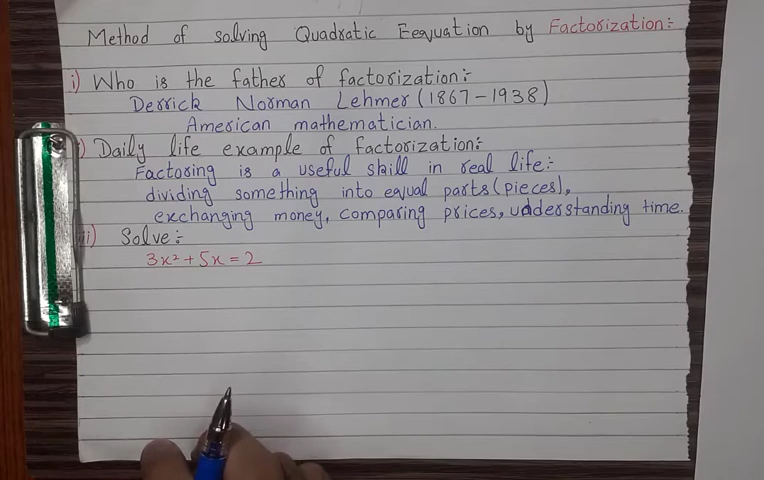 Method of solving Quadratic Eequation by Factorization:-
i) Who is the father of factorization:-
Derrick Norman Lehmer (1867-1938)
American mathematician.
) Daily life example of factorization:-
Factoring is a useful skill in real life:-
dividing something into equal parts (pieces),
exchanging money, comparing prices, udderstanding time.
iii) Solve:-
3x² + 5x = 2